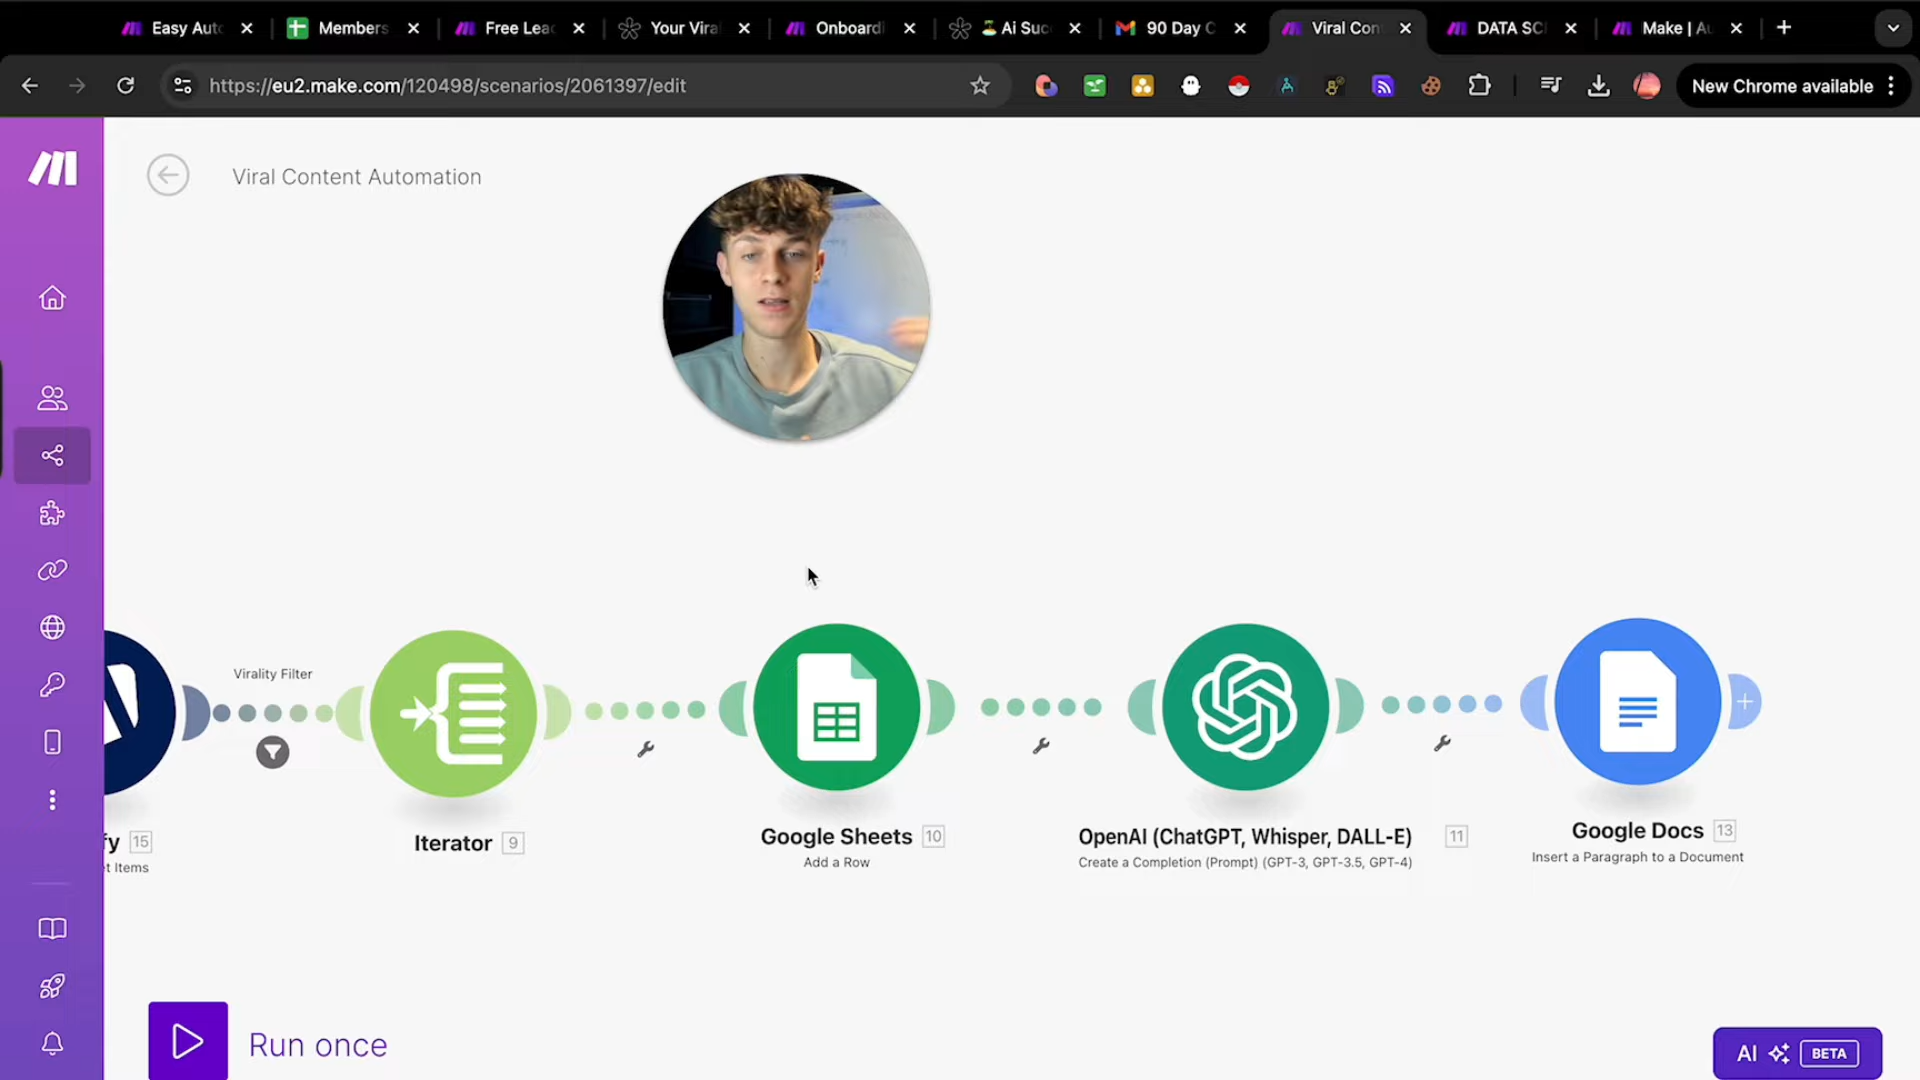 Easy Aut
Members
Free Lea
Your Vira
Onboardi
Ai Suc
90 Day C
Viral Con
DATA SC
Make | Au
https://eu2.make.com/120498/scenarios/2061397/edit
New Chrome available
Viral Content Automation
Virality Filter
fy 15
t Items
Iterator 9
Google Sheets 10
Add a Row
OpenAI (ChatGPT, Whisper, DALL-E) 11
Create a Completion (Prompt) (GPT-3, GPT-3.5, GPT-4)
Google Docs 13
Insert a Paragraph to a Document
Run once
AI BETA